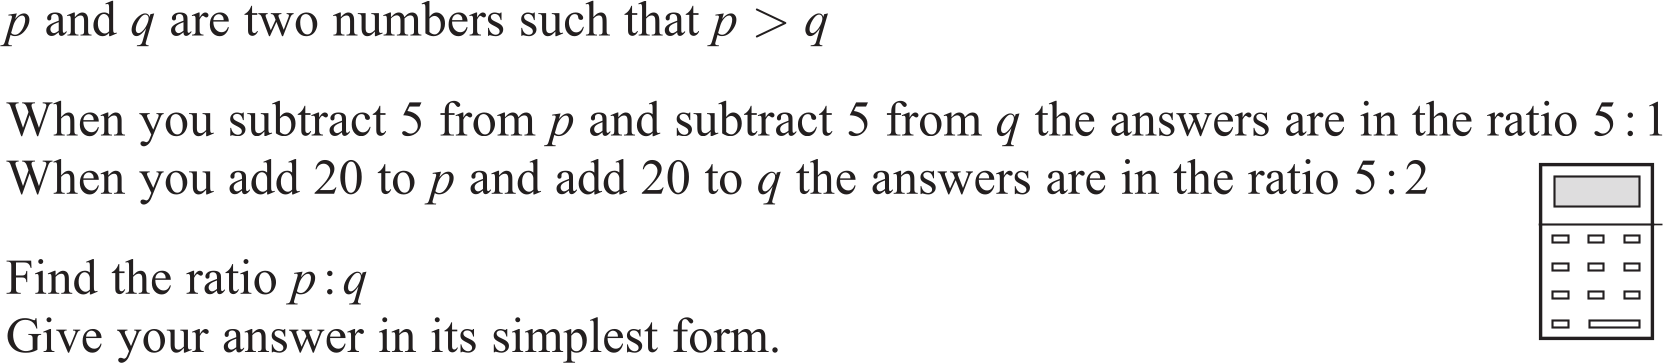 p and q are two numbers such that p > q
When you subtract 5 from p and subtract 5 from q the answers are in the ratio 5 : 1
When you add 20 to p and add 20 to q the answers are in the ratio 5 : 2
Find the ratio p : q
Give your answer in its simplest form.